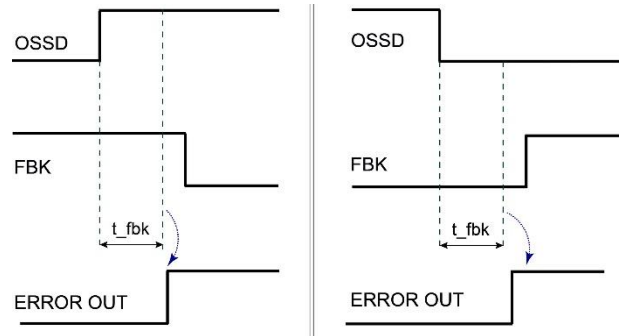 OSSD
FBK
t_fbk
ERROR OUT
OSSD
FBK
t_fbk
ERROR OUT